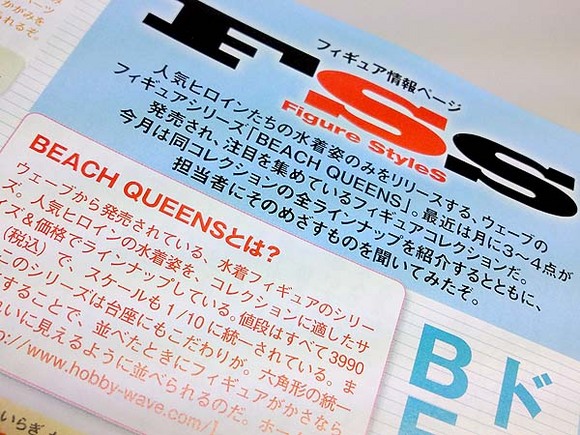 FSS
フィギュア情報ページ
Figure StyleS
人気ヒロインたちの水着姿のみをリリースする、ウェーブの
フィギュアシリーズ「BEACH QUEENS」。最近は月に3〜4点が
発売され、注目を集めているフィギュアコレクションだ。
今月は同コレクションの全ラインナップを紹介するとともに、
担当者にそのめざすものを聞いてみたぞ。
BEACH QUEENSとは?
ウェーブから発売されている、水着フィギュアのシリー
ズ。人気ヒロインの水着姿を、コレクションに適したサ
イズ&価格でラインナップしている。値段はすべて3990
(税込)で、スケールも1/10に統一されている。ま
このシリーズは台座にもこだわりが。六角形の統一
することで、並べたときにフィギュアがかさなら
れいに見えるように並べられるのだ。ホー
p://www.hobby-wave.com/
ド
B